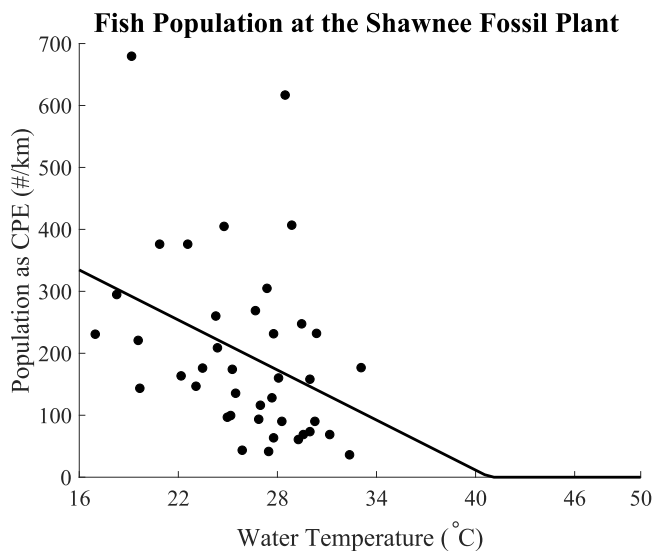 Fish Population at the Shawnee Fossil Plant
700
600
500
400
300
200
100
0
Population as CPE (#/km)
16 22 28 34 40 46 50
Water Temperature (°C)